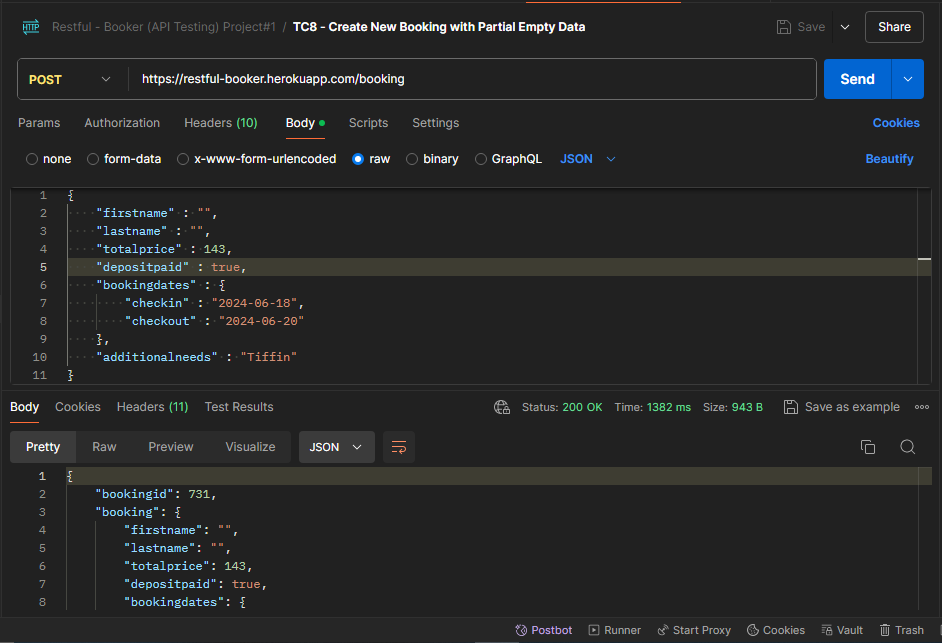 HTTP Restful - Booker (API Testing) Project#1 / TC8 - Create New Booking with Partial Empty Data Save Share
POST https://restful-booker.herokuapp.com/booking Send
Params Authorization Headers (10) Body Scripts Settings Cookies
none form-data x-www-form-urlencoded raw binary GraphQL JSON Beautify
1 {
2 "firstname" : "",
3 "lastname" : "",
4 "totalprice" : 143,
5 "depositpaid" : true,
6 "bookingdates" : {
7 "checkin" : "2024-06-18",
8 "checkout" : "2024-06-20"
9 },
10 "additionalneeds" : "Tiffin"
11 }
Body Cookies Headers (11) Test Results Status: 200 OK Time: 1382 ms Size: 943 B Save as example
Pretty Raw Preview Visualize JSON
1 {
2 "bookingid": 731,
3 "booking": {
4 "firstname": "",
5 "lastname": "",
6 "totalprice": 143,
7 "depositpaid": true,
8 "bookingdates": {
Postbot Runner Start Proxy Cookies Vault Trash